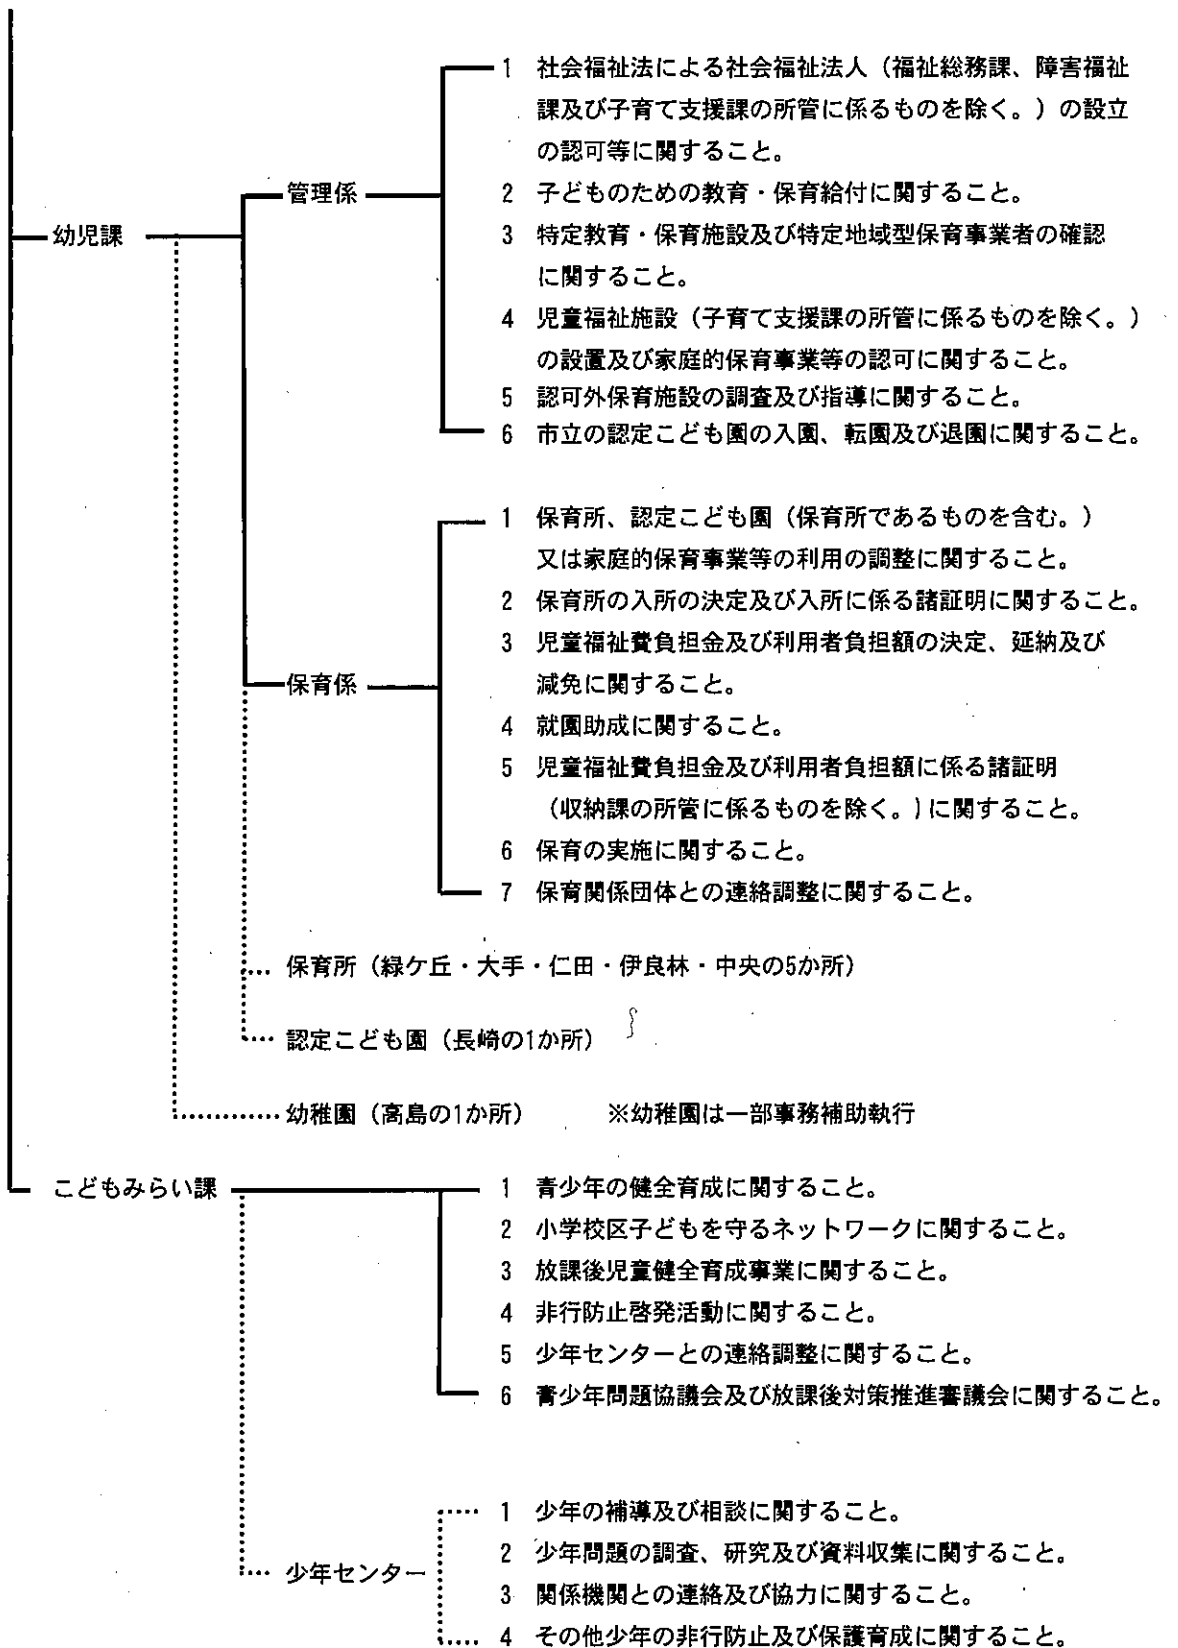 幼児課
管理係
1 社会福祉法による社会福祉法人（福祉総務課、障害福祉
課及び子育て支援課の所管に係るものを除く。）の設立
の認可等に関すること。
2 子どものための教育・保育給付に関すること。
3 特定教育・保育施設及び特定地域型保育事業者の確認
に関すること。
4 児童福祉施設（子育て支援課の所管に係るものを除く。）
の設置及び家庭的保育事業等の認可に関すること。
5 認可外保育施設の調査及び指導に関すること。
6 市立の認定こども園の入園、転園及び退園に関すること。
保育係
1 保育所、認定こども園（保育所であるものを含む。）
又は家庭的保育事業等の利用の調整に関すること。
2 保育所の入所の決定及び入所に係る諸証明に関すること。
3 児童福祉費負担金及び利用者負担額の決定、延納及び
減免に関すること。
4 就園助成に関すること。
5 児童福祉費負担金及び利用者負担額に係る諸証明
（収納課の所管に係るものを除く。)に関すること。
6 保育の実施に関すること。
7 保育関係団体との連絡調整に関すること。
保育所（緑ケ丘・大手・仁田・伊良林・中央の5か所）
認定こども園（長崎の1か所）
幼稚園（高島の1か所） ※幼稚園は一部事務補助執行
こどもみらい課
1 青少年の健全育成に関すること。
2 小学校区子どもを守るネットワークに関すること。
3 放課後児童健全育成事業に関すること。
4 非行防止啓発活動に関すること。
5 少年センターとの連絡調整に関すること。
6 青少年問題協議会及び放課後対策推進審議会に関すること。
少年センター
1 少年の補導及び相談に関すること。
2 少年問題の調査、研究及び資料収集に関すること。
3 関係機関との連絡及び協力に関すること。
4 その他少年の非行防止及び保護育成に関すること。